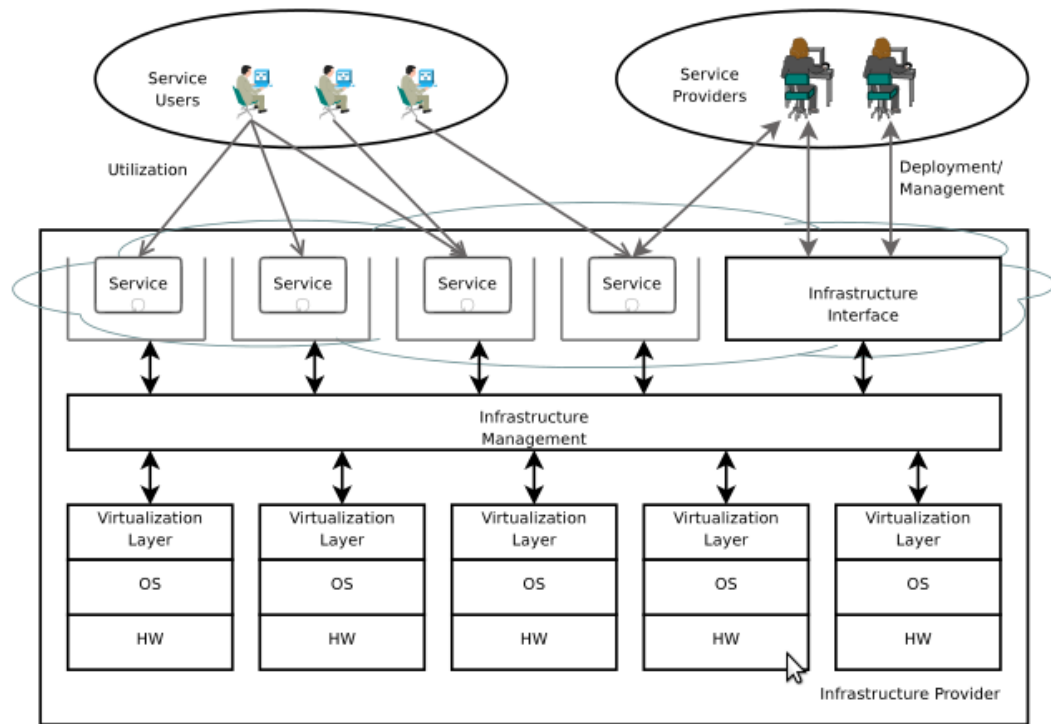 Service
Users
Service
Providers
Utilization
Deployment/
Management
Service
Service
Service
Service
Infrastructure
Interface
Infrastructure
Management
Virtualization
Layer
Virtualization
Layer
Virtualization
Layer
Virtualization
Layer
Virtualization
Layer
OS
OS
OS
OS
OS
HW
HW
HW
HW
HW
Infrastructure Provider